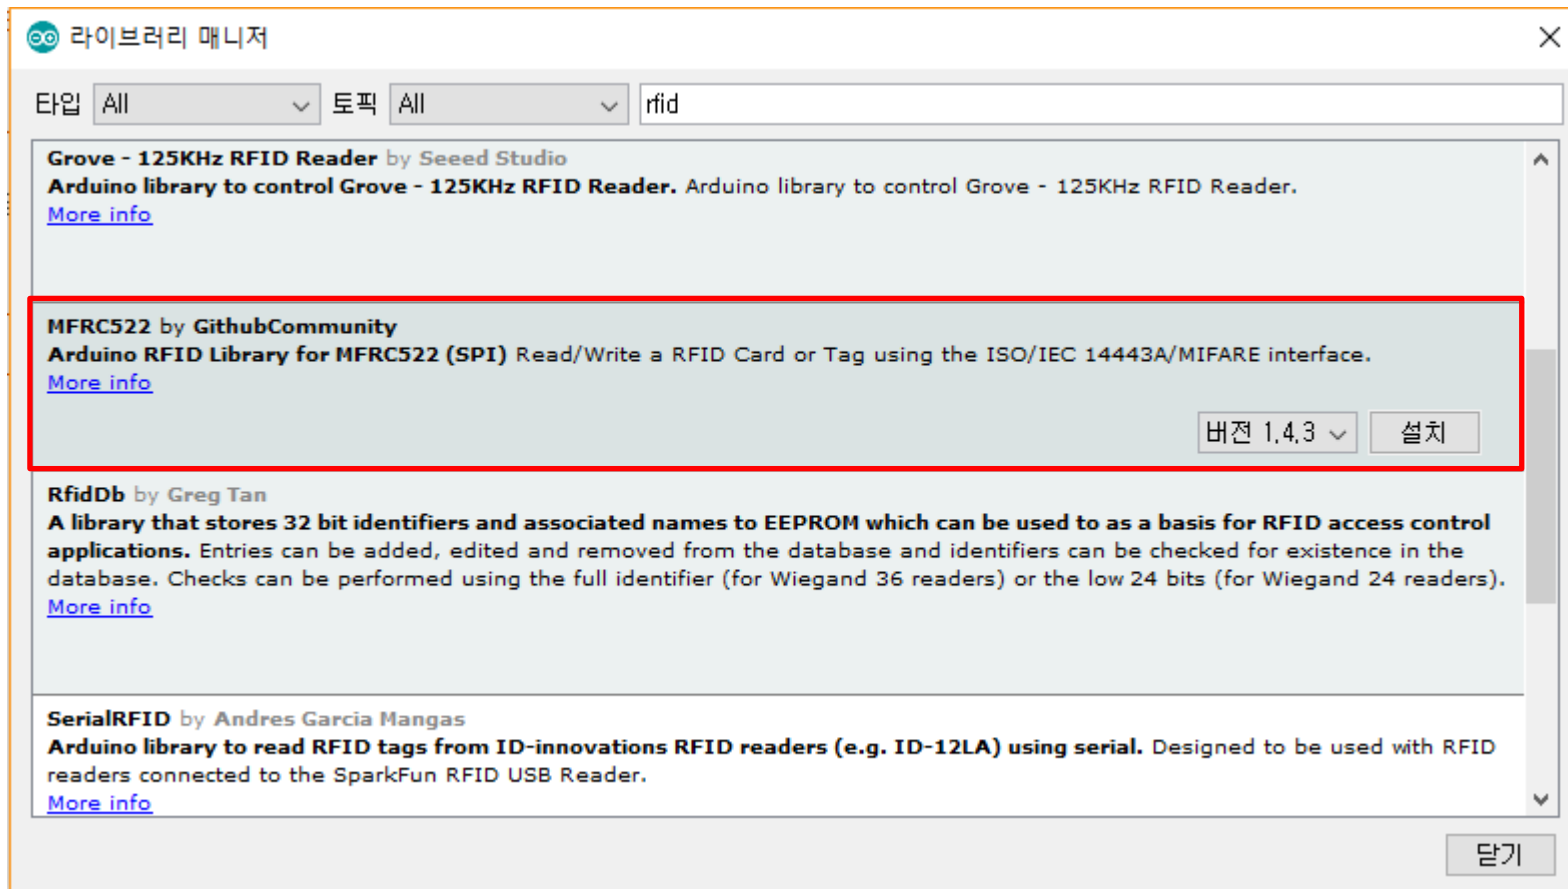 라이브러리 매니저
타입 All 토픽 All rfid
Grove - 125KHz RFID Reader by Seeed Studio
Arduino library to control Grove - 125KHz RFID Reader. Arduino library to control Grove - 125KHz RFID Reader.
More info
MFRC522 by GithubCommunity
Arduino RFID Library for MFRC522 (SPI) Read/Write a RFID Card or Tag using the ISO/IEC 14443A/MIFARE interface.
More info
버전 1.4.3 설치
RfidDb by Greg Tan
A library that stores 32 bit identifiers and associated names to EEPROM which can be used to as a basis for RFID access control
applications. Entries can be added, edited and removed from the database and identifiers can be checked for existence in the
database. Checks can be performed using the full identifier (for Wiegand 36 readers) or the low 24 bits (for Wiegand 24 readers).
More info
SerialRFID by Andres Garcia Mangas
Arduino library to read RFID tags from ID-innovations RFID readers (e.g. ID-12LA) using serial. Designed to be used with RFID
readers connected to the SparkFun RFID USB Reader.
More info
닫기